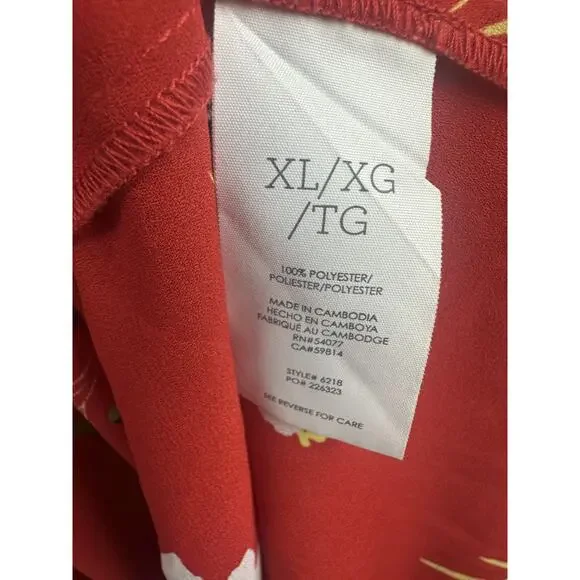 XL/XG
/TG
100% POLYESTER/
POLIESTER/POLYESTER
MADE IN CAMBODIA
HECHO EN CAMBOYA
FABRIQUE AU CAMBODGE
RN#54077
CA#59814
STYLE# 6218
PO# 226323
SEE REVERSE FOR CARE